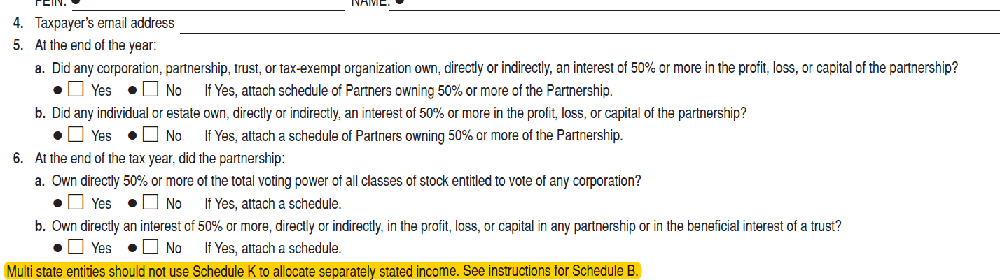 FEIN: ● NAME: ●
4. Taxpayer's email address
5. At the end of the year:
a. Did any corporation, partnership, trust, or tax-exempt organization own, directly or indirectly, an interest of 50% or more in the profit, loss, or capital of the partnership?
● ☐ Yes ● ☐ No If Yes, attach schedule of Partners owning 50% or more of the Partnership.
b. Did any individual or estate own, directly or indirectly, an interest of 50% or more in the profit, loss, or capital of the partnership?
● ☐ Yes ● ☐ No If Yes, attach a schedule of Partners owning 50% or more of the Partnership.
6. At the end of the tax year, did the partnership:
a. Own directly 50% or more of the total voting power of all classes of stock entitled to vote of any corporation?
● ☐ Yes ● ☐ No If Yes, attach a schedule.
b. Own directly an interest of 50% or more, directly or indirectly, in the profit, loss, or capital in any partnership or in the beneficial interest of a trust?
● ☐ Yes ● ☐ No If Yes, attach a schedule.
Multi state entities should not use Schedule K to allocate separately stated income. See instructions for Schedule B.